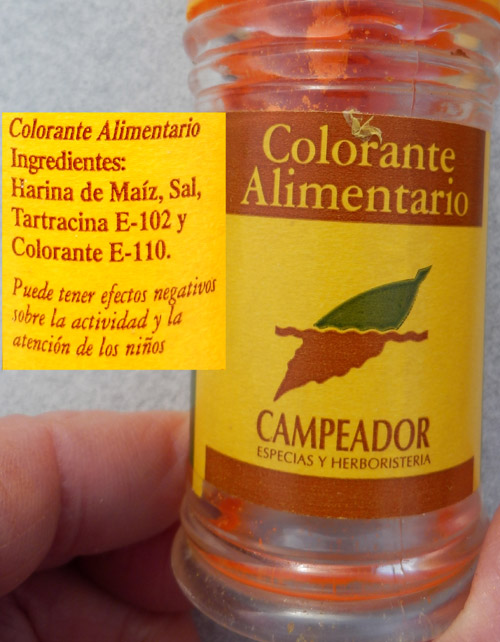 Colorante Alimentario
Ingredientes:
Harina de Maíz, Sal,
Tartracina E-102 y
Colorante E-110.
Puede tener efectos negativos
sobre la actividad y la
atención de los niños
Colorante
Alimentario
CAMPEADOR
ESPECIAS Y HERBORISTERIA